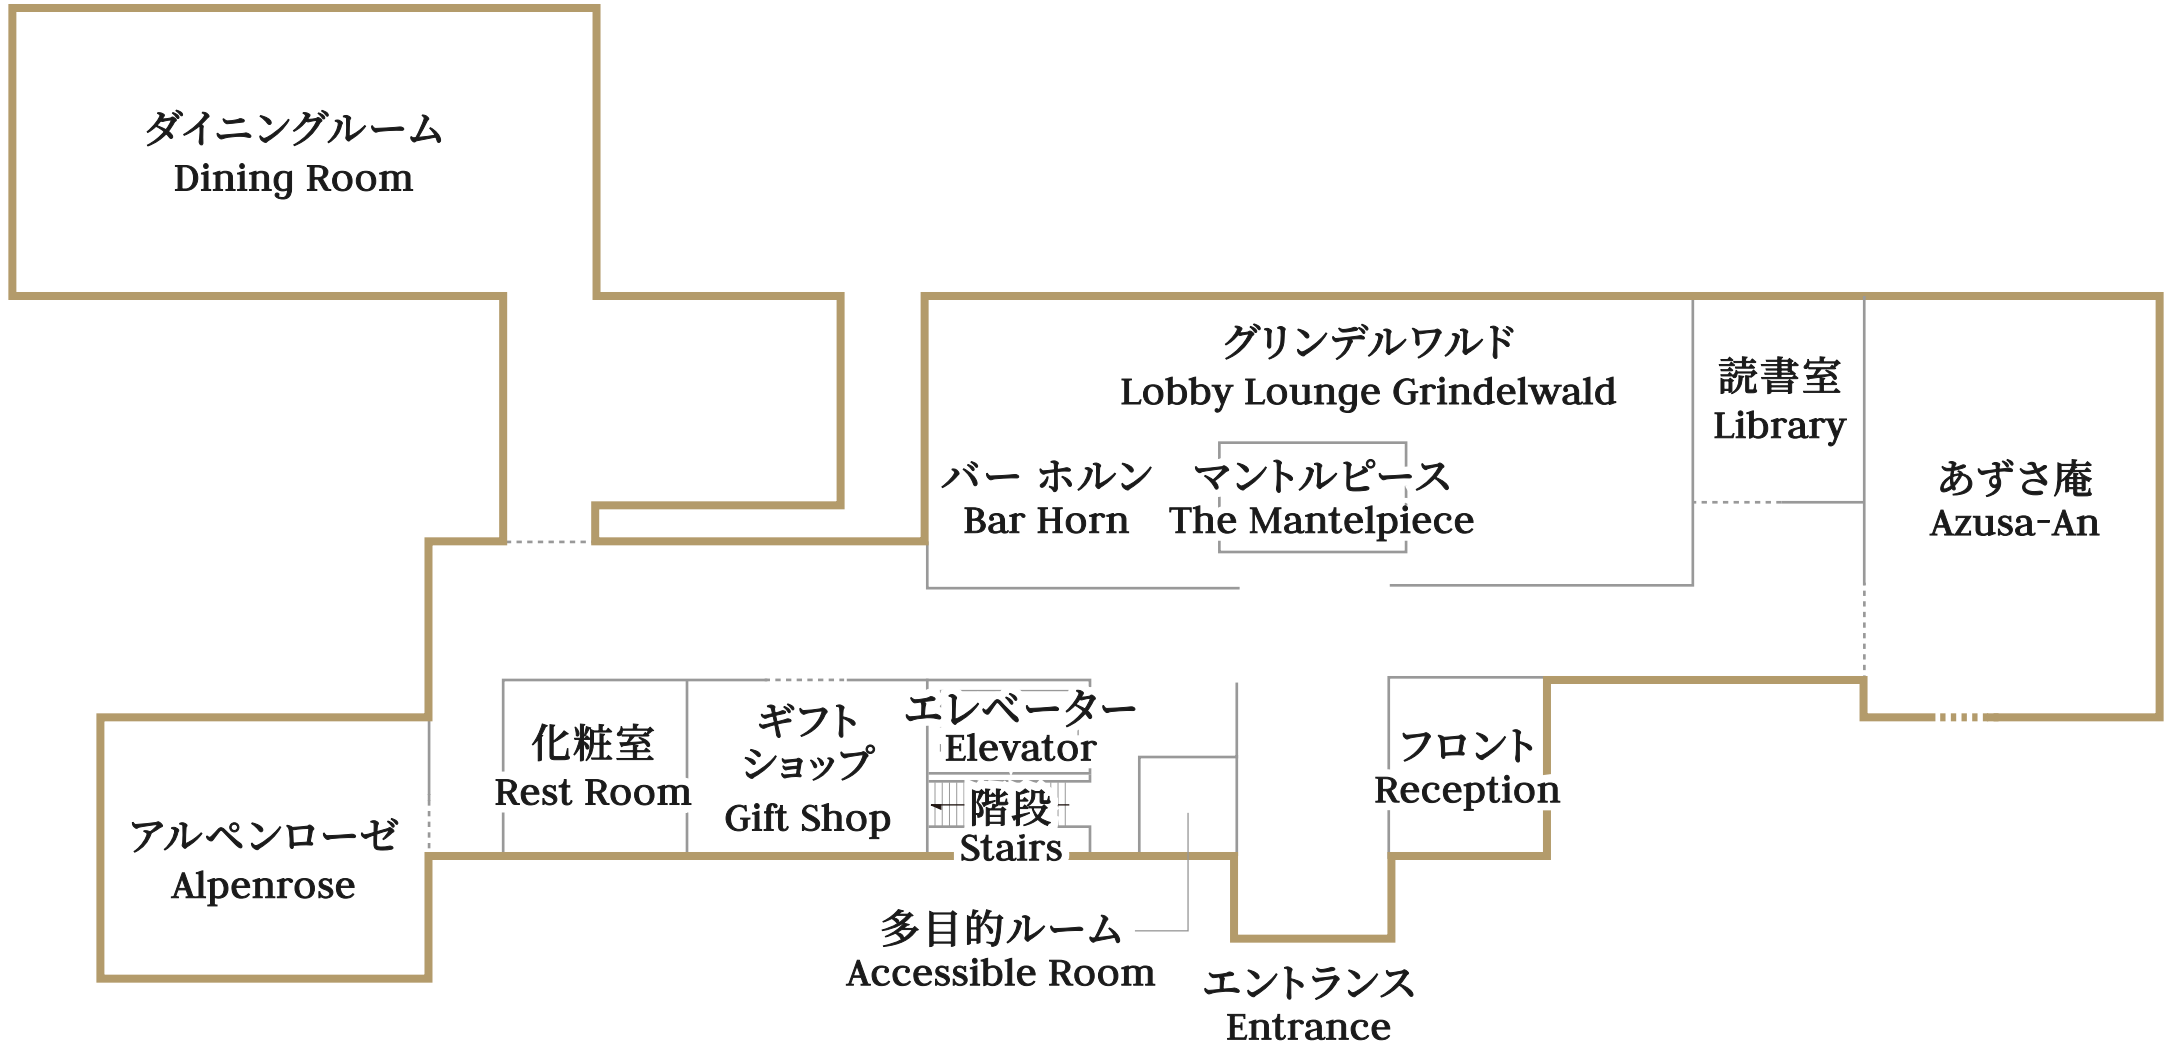 ダイニングルーム
Dining Room
グリンデルワルド
Lobby Lounge Grindelwald
読書室
Library
バー ホルン
Bar Horn
マントルピース
The Mantelpiece
あずさ庵
Azusa-An
化粧室
Rest Room
ギフト
ショップ
Gift Shop
エレベーター
Elevator
階段
Stairs
フロント
Reception
アルペンローゼ
Alpenrose
多目的ルーム
Accessible Room
エントランス
Entrance